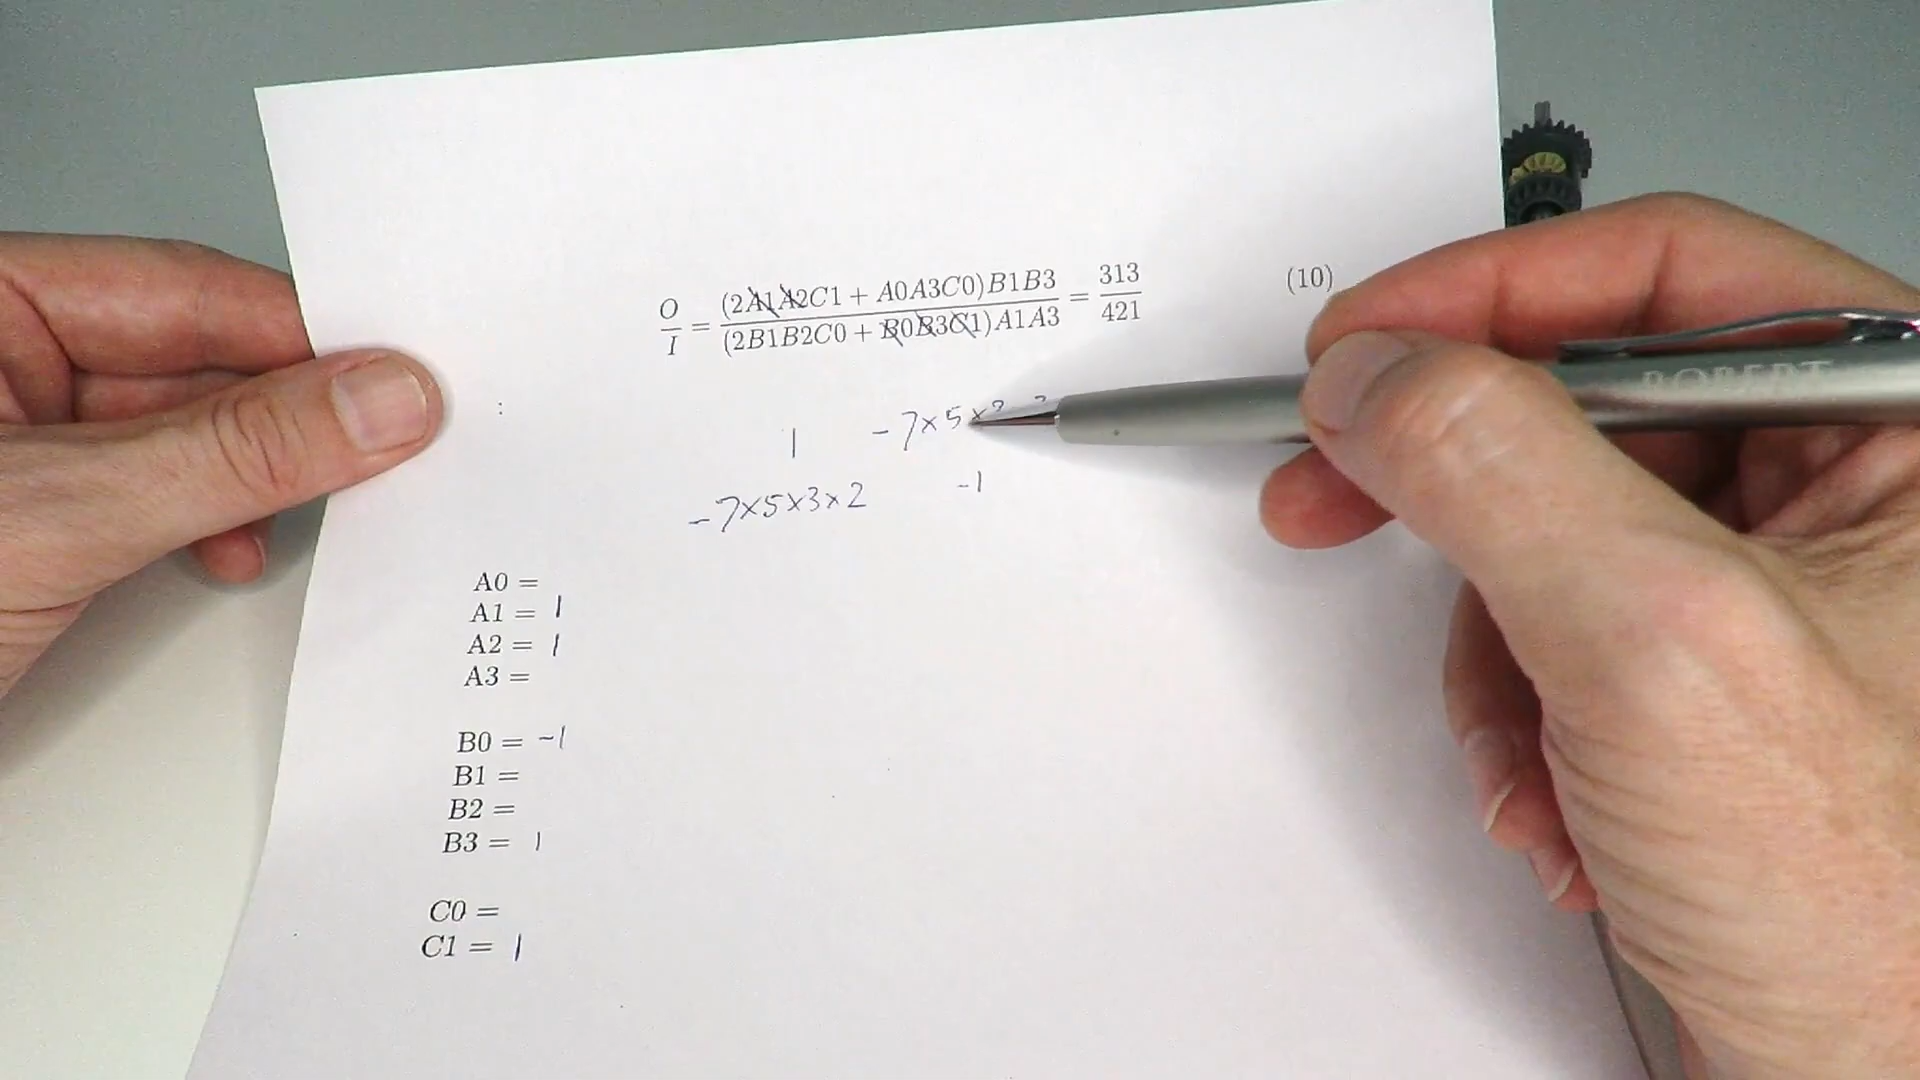 O/I = (2A1A2C1 + A0A3C0)B1B3 / (2B1B2C0 + B0B3C1)A1A3 = 313/421 (10)
:
1 -7×5×
-7×5×3×2 -1
A0 =
A1 = 1
A2 = 1
A3 =
B0 = -1
B1 =
B2 =
B3 = 1
C0 =
C1 = 1
ROBERT